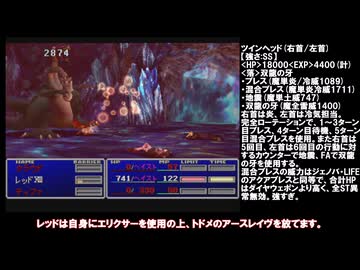 2874
ツインヘッド(右首/左首)
【強さ:SS】
<HP>18000<EXP>4400(計)
<落>双龍の牙
・ブレス(魔単炎/冷威1089)
・混合ブレス(魔単炎冷威1711)
・地震(魔単土威747)
・双龍の牙(魔全雷威1400)
右首は炎、左首は冷気担当。
完全ローテーションで、1～3ターン
目ブレス、4ターン目待機、5ターン
目混合ブレスを使用。また右首は
5回目、左首は6回目の行動に対
するカウンターで地震、FAで双龍
の牙を使用する。
混合ブレスの威力はジェノバ・LIFE
のアクアブレスと同等で、合計HP
はダイヤウェポンより高く、全ST異
常無効。強すぎ。
NAME BARRIER HP MP LIMIT
レッドXIII 741/ヘイスト 122
ティファ
レッドは自身にエリクサーを使用の上、トドメのアースレイヴを放てます。